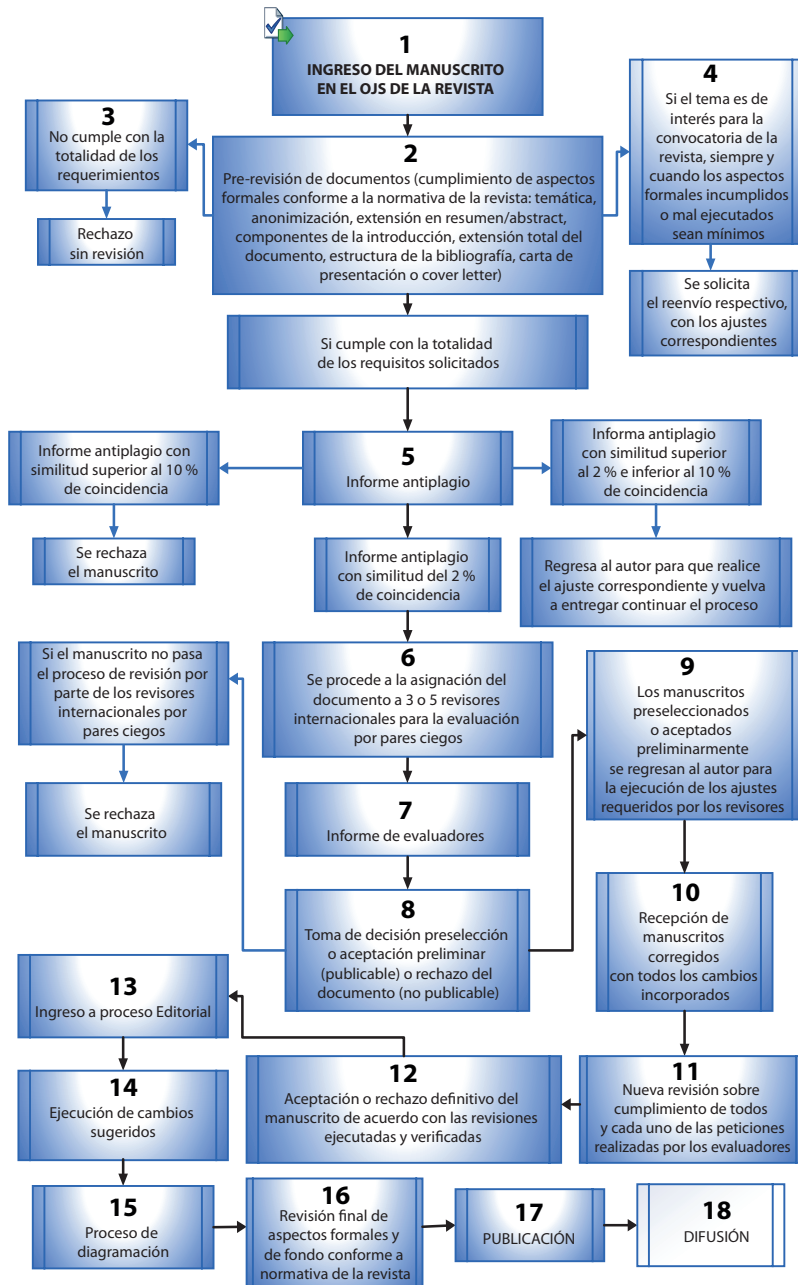 1
INGRESO DEL MANUSCRITO
EN EL OJS DE LA REVISTA
2
Pre-revisión de documentos (cumplimiento de aspectos
formales conforme a la normativa de la revista: temática,
anonimización, extensión en resumen/abstract,
componentes de la introducción, extensión total del
documento, estructura de la bibliografía, carta de
presentación o cover letter)
3
No cumple con la
totalidad de los
requerimientos
Rechazo
sin revisión
4
Si el tema es de
interés para la
convocatoria de la
revista, siempre y
cuando los aspectos
formales incumplidos
o mal ejecutados
sean mínimos
Se solicita
el reenvío respectivo,
con los ajustes
correspondientes
Si cumple con la totalidad
de los requisitos solicitados
5
Informe antiplagio
Informe antiplagio con
similitud superior al 10 %
de coincidencia
Se rechaza
el manuscrito
Informa antiplagio
con similitud superior
al 2 % e inferior al 10 %
de coincidencia
Regresa al autor para que realice
el ajuste correspondiente y vuelva
a entregar continuar el proceso
Informe antiplagio
con similitud del 2 %
de coincidencia
6
Se procede a la asignación del
documento a 3 o 5 revisores
internacionales para la evaluación
por pares ciegos
7
Informe de evaluadores
8
Toma de decisión preselección
o aceptación preliminar
(publicable) o rechazo del
documento (no publicable)
Si el manuscrito no pasa
el proceso de revisión por
parte de los revisores
internacionales por
pares ciegos
Se rechaza
el manuscrito
9
Los manuscritos
preseleccionados
o aceptados
preliminarmente
se regresan al autor para
la ejecución de los ajustes
requeridos por los revisores
10
Recepción de
manuscritos
corregidos
con todos los cambios
incorporados
11
Nueva revisión sobre
cumplimiento de todos
y cada uno de las peticiones
realizadas por los evaluadores
12
Aceptación o rechazo definitivo del
manuscrito de acuerdo con las revisiones
ejecutadas y verificadas
13
Ingreso a proceso Editorial
14
Ejecución de cambios
sugeridos
15
Proceso de
diagramación
16
Revisión final de
aspectos formales y
de fondo conforme a
normativa de la revista
17
PUBLICACIÓN
18
DIFUSIÓN